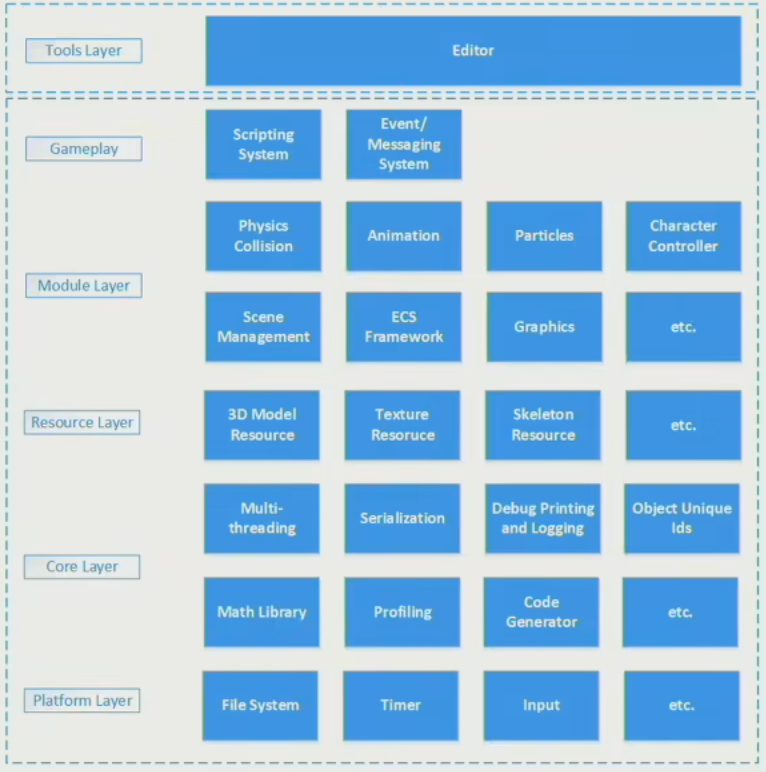 Tools Layer
Editor
Gameplay
Scripting
System
Event/
Messaging
System
Module Layer
Physics
Collision
Animation
Particles
Character
Controller
Scene
Management
ECS
Framework
Graphics
etc.
Resource Layer
3D Model
Resource
Texture
Resoruce
Skeleton
Resource
etc.
Core Layer
Multi-
threading
Serialization
Debug Printing
and Logging
Object Unique
Ids
Math Library
Profiling
Code
Generator
etc.
Platform Layer
File System
Timer
Input
etc.